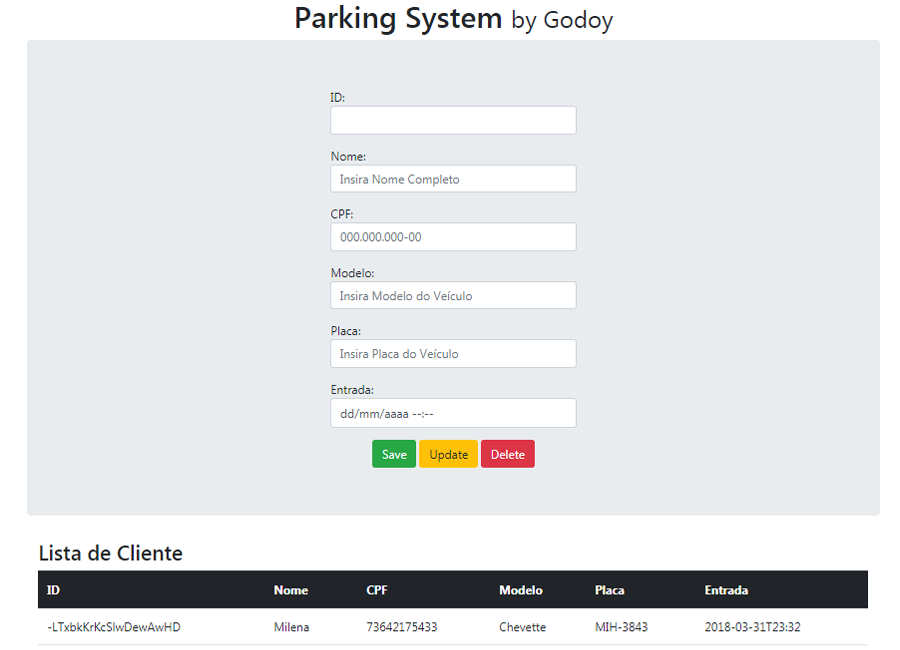 Parking System by Godoy
ID:
Nome:
Insira Nome Completo
CPF:
000.000.000-00
Modelo:
Insira Modelo do Veículo
Placa:
Insira Placa do Veículo
Entrada:
dd/mm/aaaa --:--
Save Update Delete
Lista de Cliente
ID Nome CPF Modelo Placa Entrada
-LTxbkKrKcSlwDewAwHD Milena 73642175433 Chevette MIH-3843 2018-03-31T23:32